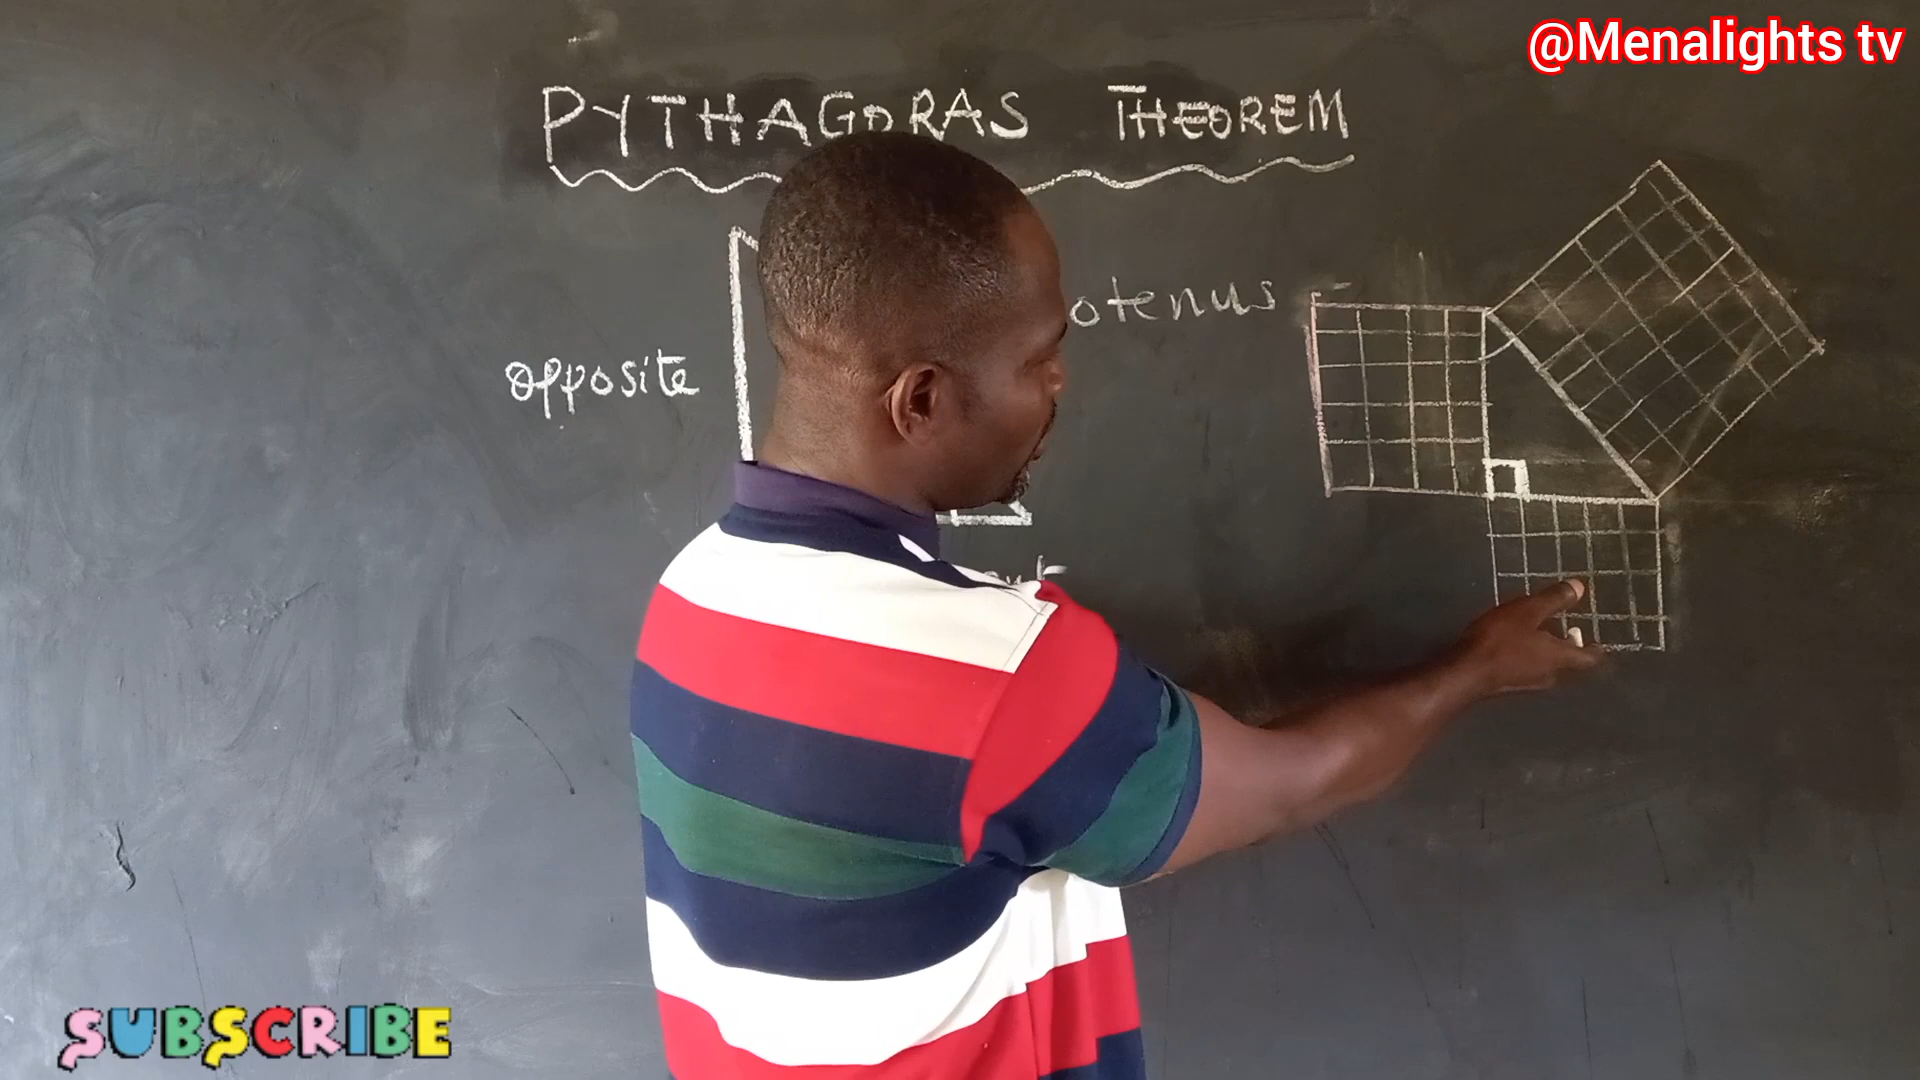 @Menalights tv
PYTHAGORAS THEOREM
otenus
opposite
SUBSCRIBE